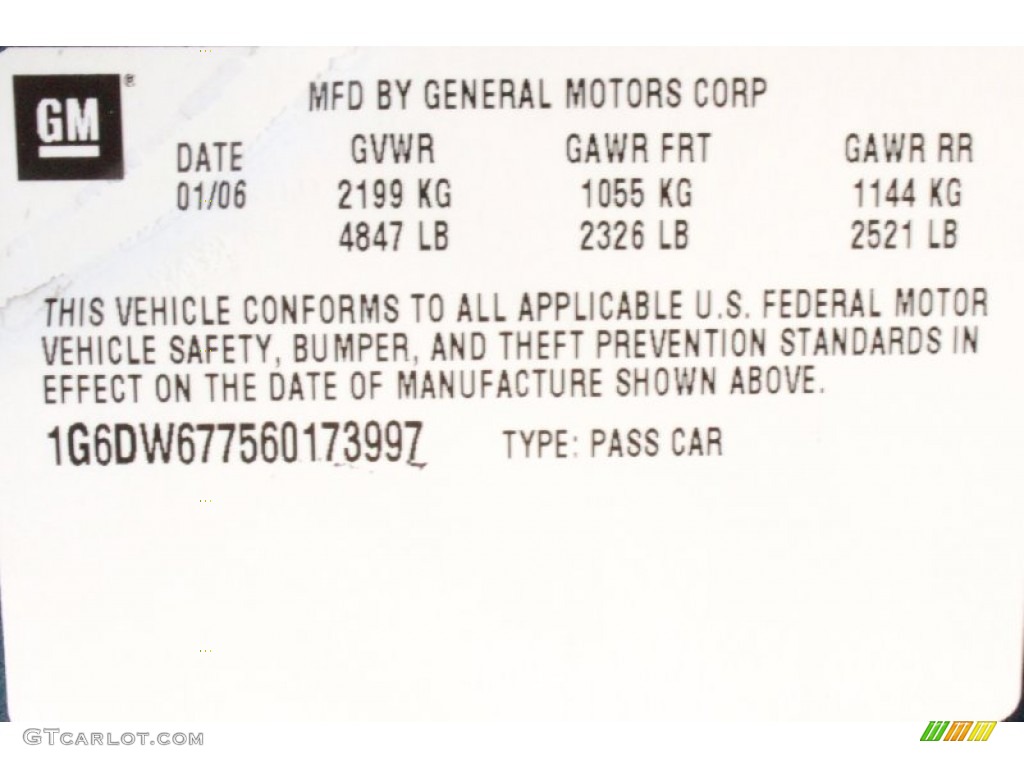 GM ®
MFD BY GENERAL MOTORS CORP
DATE GVWR GAWR FRT GAWR RR
01/06 2199 KG 1055 KG 1144 KG
4847 LB 2326 LB 2521 LB
THIS VEHICLE CONFORMS TO ALL APPLICABLE U.S. FEDERAL MOTOR
VEHICLE SAFETY, BUMPER, AND THEFT PREVENTION STANDARDS IN
EFFECT ON THE DATE OF MANUFACTURE SHOWN ABOVE.
1G6DW677560173997 TYPE: PASS CAR
GTCARLOT.COM